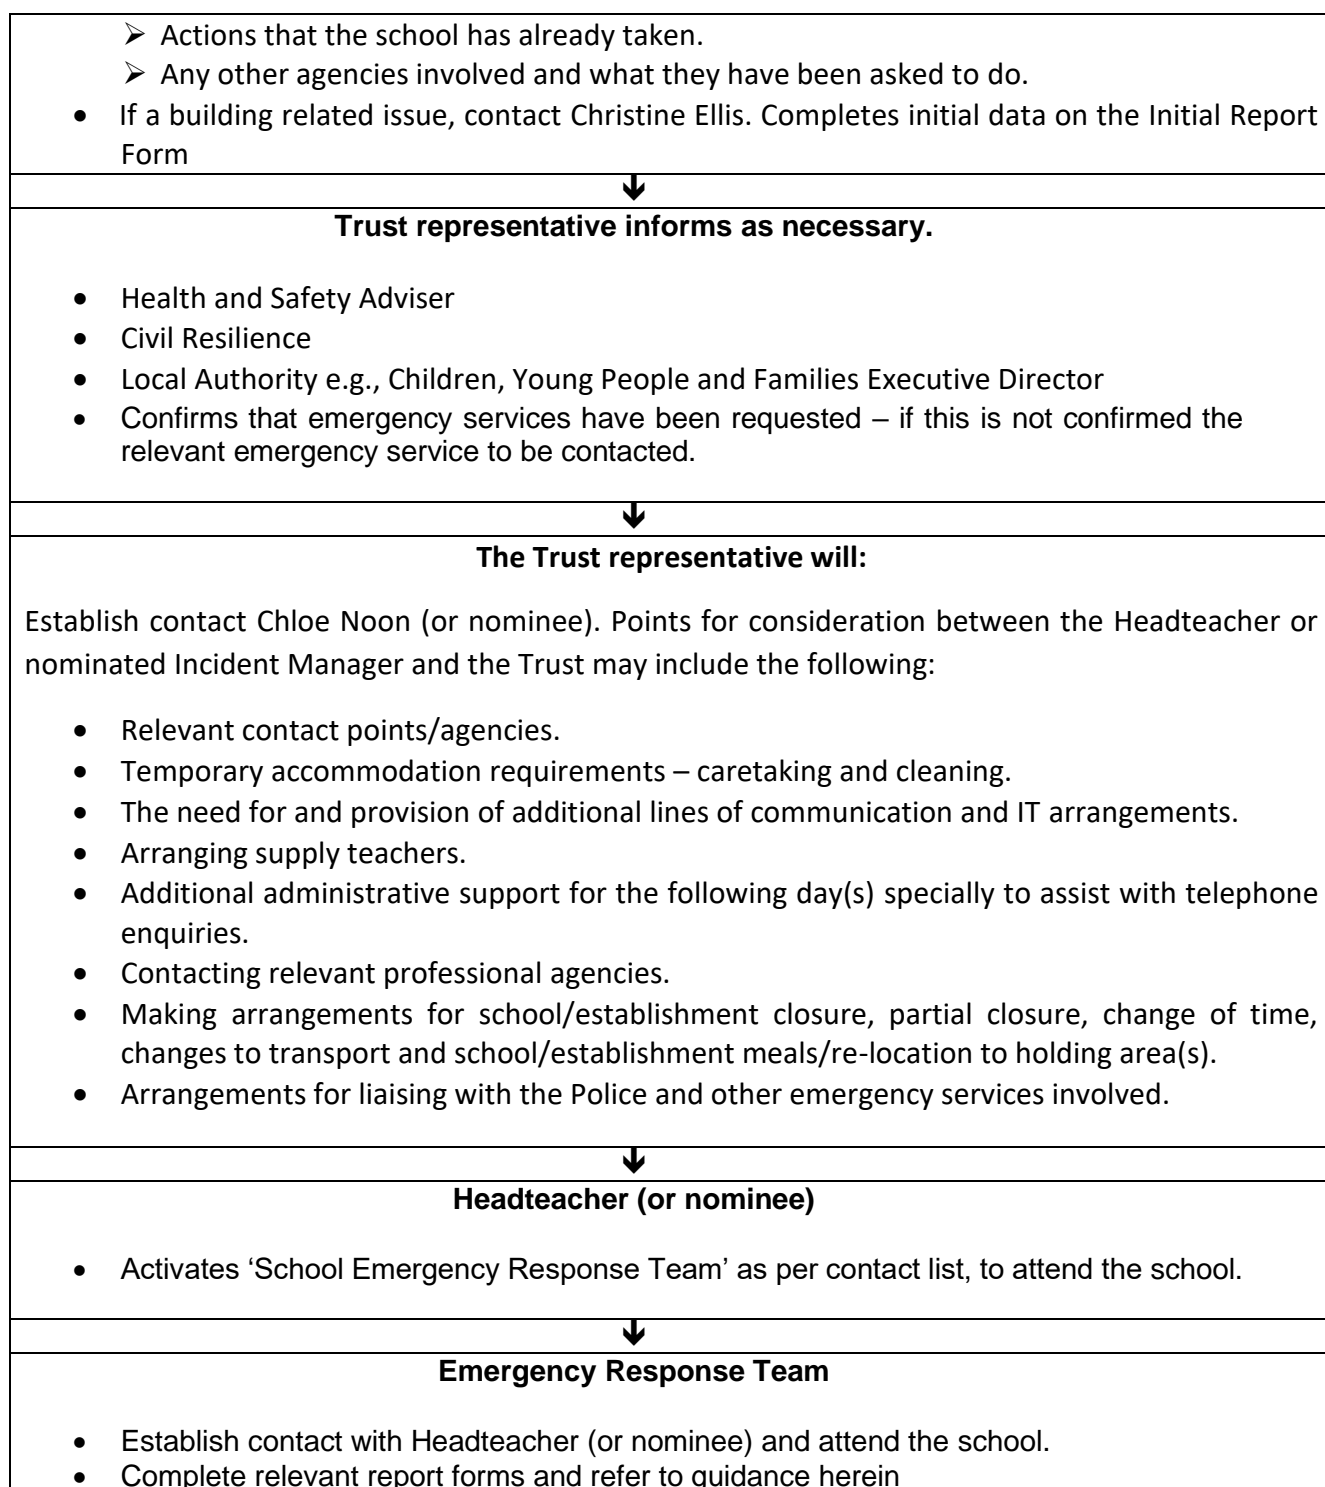 ➢ Actions that the school has already taken.
➢ Any other agencies involved and what they have been asked to do.
• If a building related issue, contact Christine Ellis. Completes initial data on the Initial Report
Form
🡻
Trust representative informs as necessary.
• Health and Safety Adviser
• Civil Resilience
• Local Authority e.g., Children, Young People and Families Executive Director
• Confirms that emergency services have been requested – if this is not confirmed the
relevant emergency service to be contacted.
🡻
The Trust representative will:
Establish contact Chloe Noon (or nominee). Points for consideration between the Headteacher or
nominated Incident Manager and the Trust may include the following:
• Relevant contact points/agencies.
• Temporary accommodation requirements – caretaking and cleaning.
• The need for and provision of additional lines of communication and IT arrangements.
• Arranging supply teachers.
• Additional administrative support for the following day(s) specially to assist with telephone
enquiries.
• Contacting relevant professional agencies.
• Making arrangements for school/establishment closure, partial closure, change of time,
changes to transport and school/establishment meals/re-location to holding area(s).
• Arrangements for liaising with the Police and other emergency services involved.
🡻
Headteacher (or nominee)
• Activates ‘School Emergency Response Team’ as per contact list, to attend the school.
🡻
Emergency Response Team
• Establish contact with Headteacher (or nominee) and attend the school.
• Complete relevant report forms and refer to guidance herein